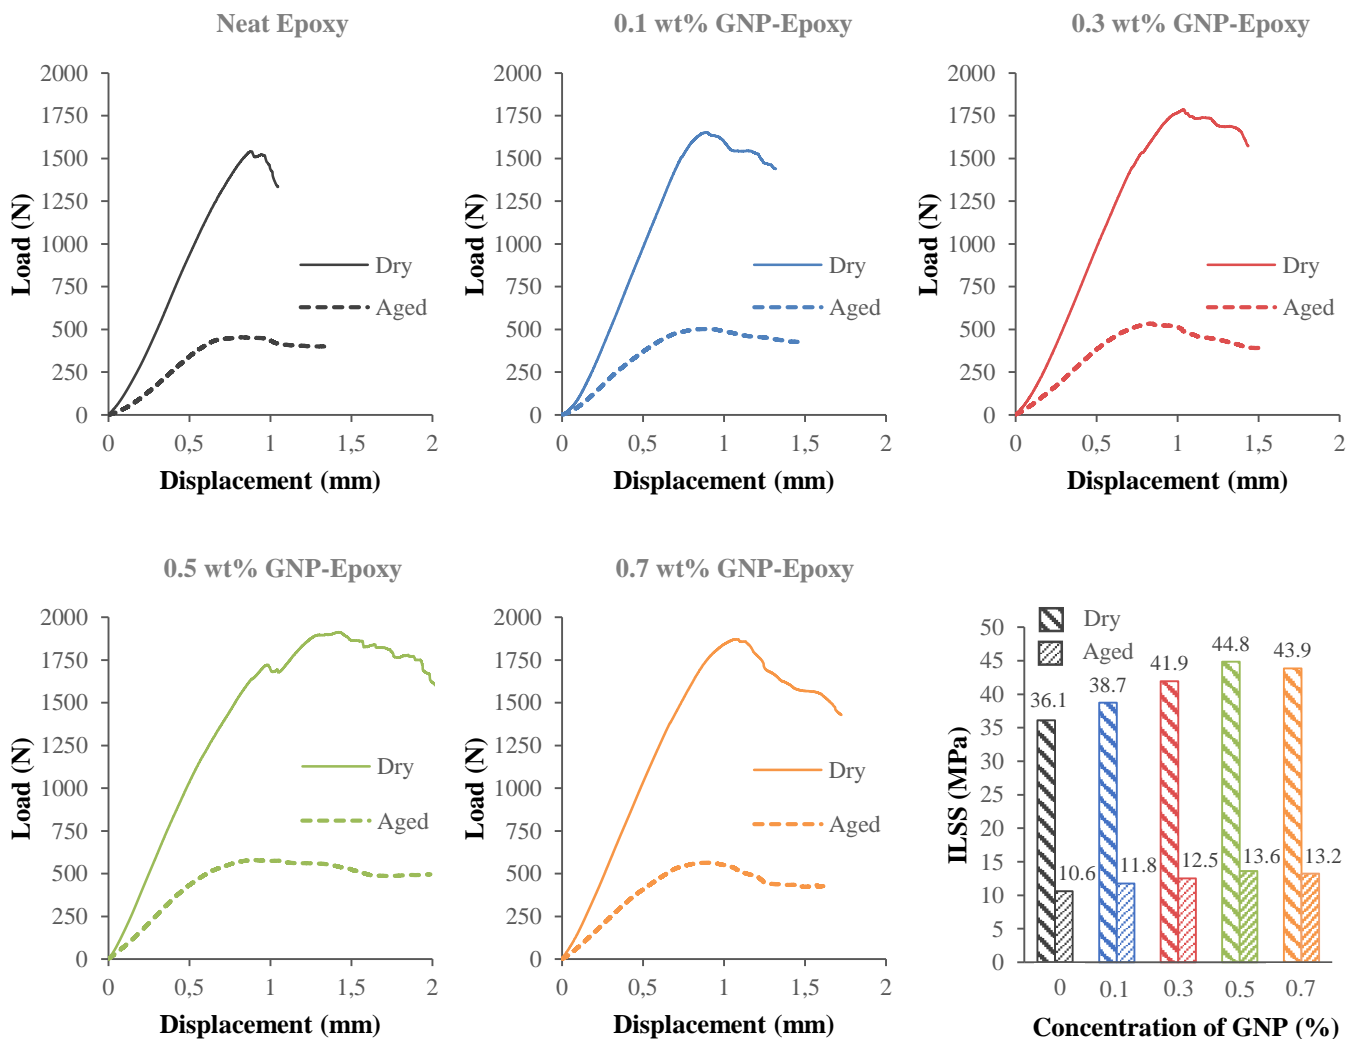 Neat Epoxy
2000
1750
1500
1250
1000
750
500
250
0
Load (N)
Dry
Aged
0 0,5 1 1,5 2
Displacement (mm)
0.1 wt% GNP-Epoxy
2000
1750
1500
1250
1000
750
500
250
0
Load (N)
Dry
Aged
0 0,5 1 1,5 2
Displacement (mm)
0.3 wt% GNP-Epoxy
2000
1750
1500
1250
1000
750
500
250
0
Load (N)
Dry
Aged
0 0,5 1 1,5 2
Displacement (mm)
0.5 wt% GNP-Epoxy
2000
1750
1500
1250
1000
750
500
250
0
Load (N)
Dry
Aged
0 0,5 1 1,5 2
Displacement (mm)
0.7 wt% GNP-Epoxy
2000
1750
1500
1250
1000
750
500
250
0
Load (N)
Dry
Aged
0 0,5 1 1,5 2
Displacement (mm)
Dry
Aged
50
45
40
35
30
25
20
15
10
5
0
ILSS (MPa)
36.1 38.7 41.9 44.8 43.9
10.6 11.8 12.5 13.6 13.2
0 0.1 0.3 0.5 0.7
Concentration of GNP (%)